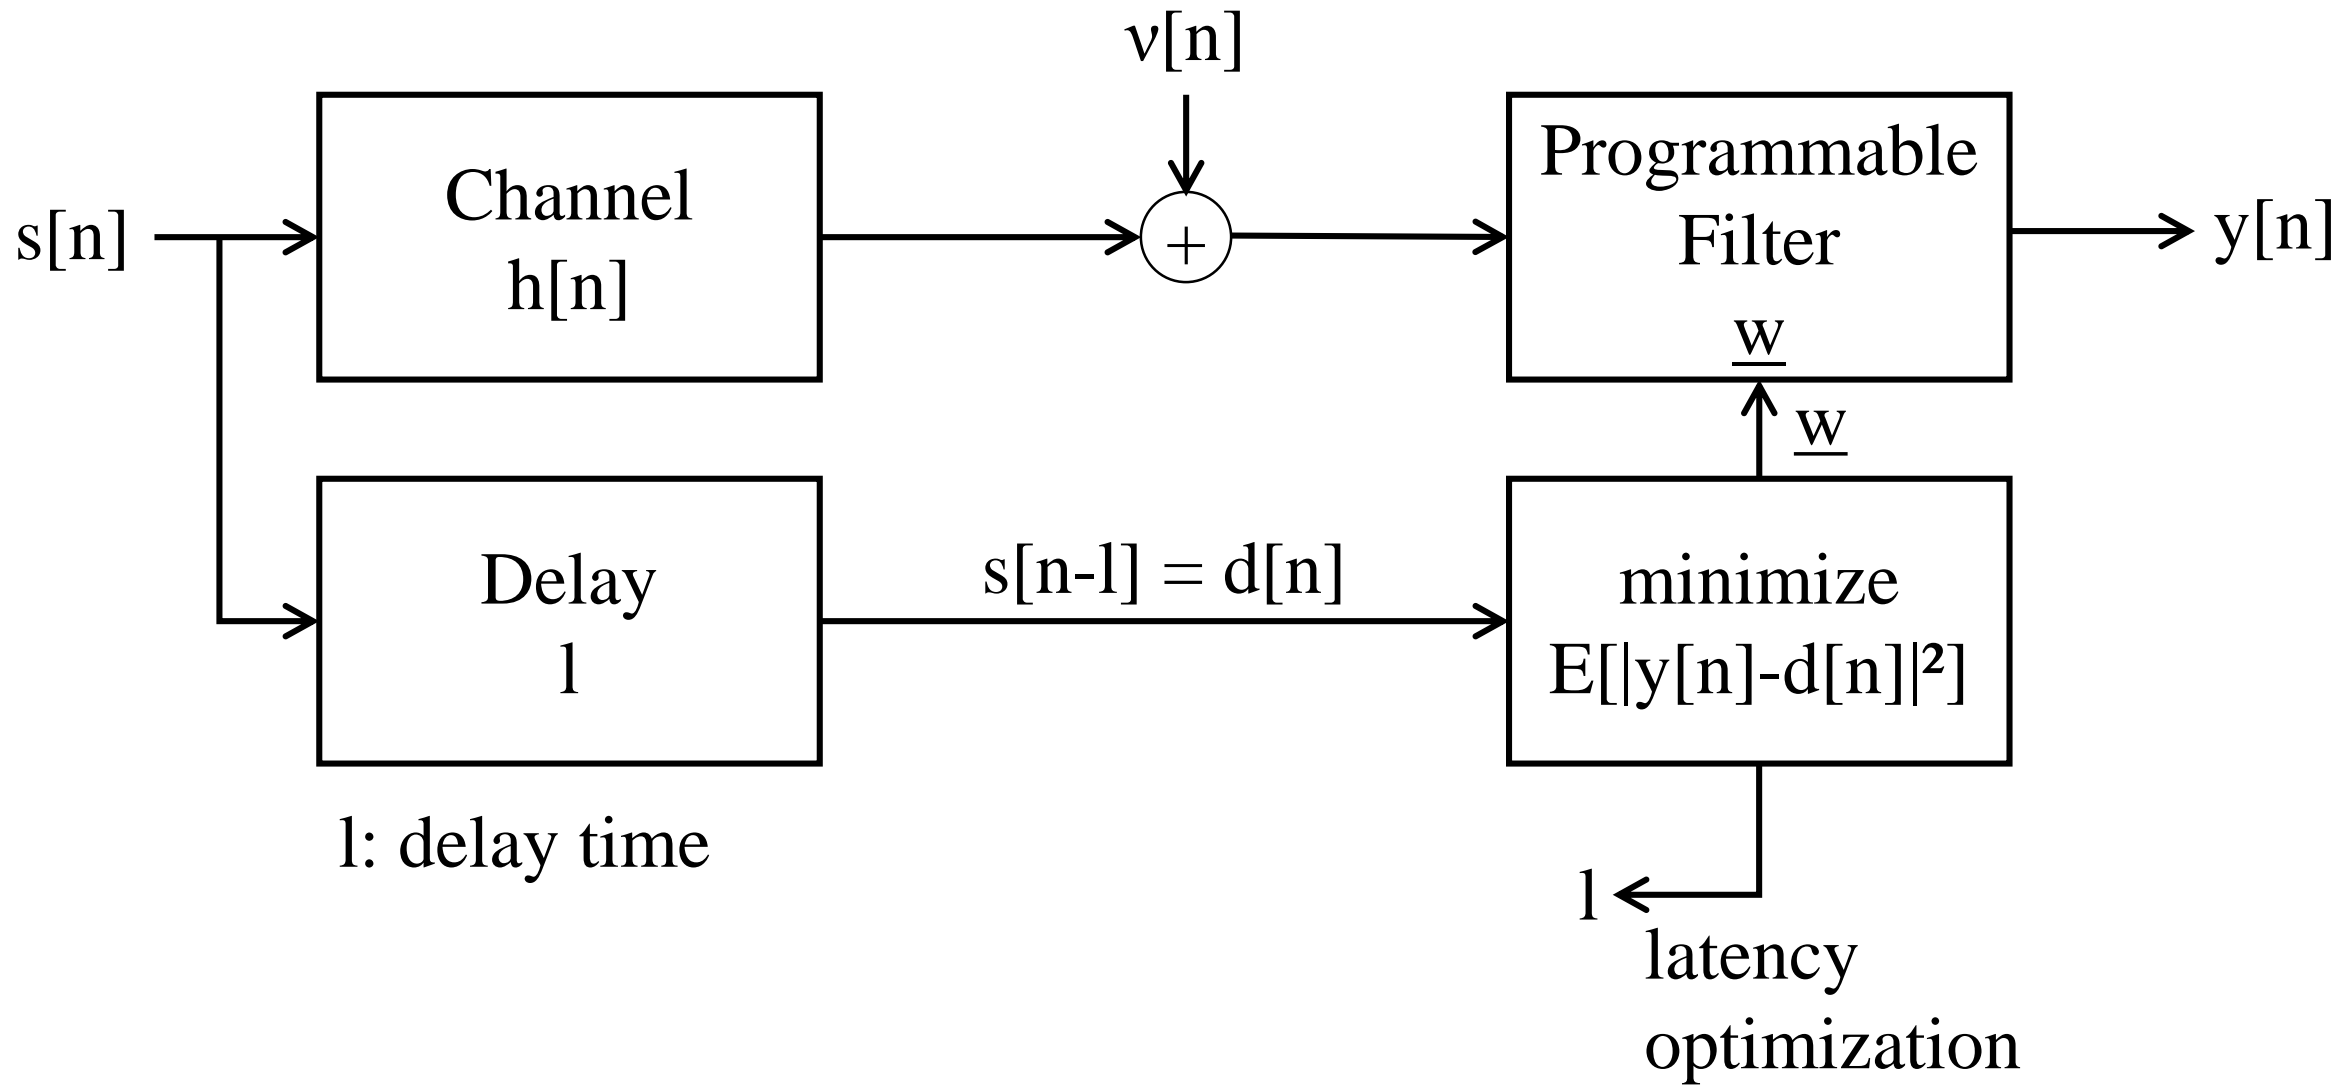 ν[n]
s[n]
Channel
h[n]
+
Programmable
Filter
w
y[n]
w
Delay
l
s[n-l] = d[n]
minimize
E[|y[n]-d[n]|²]
l: delay time
l
latency
optimization